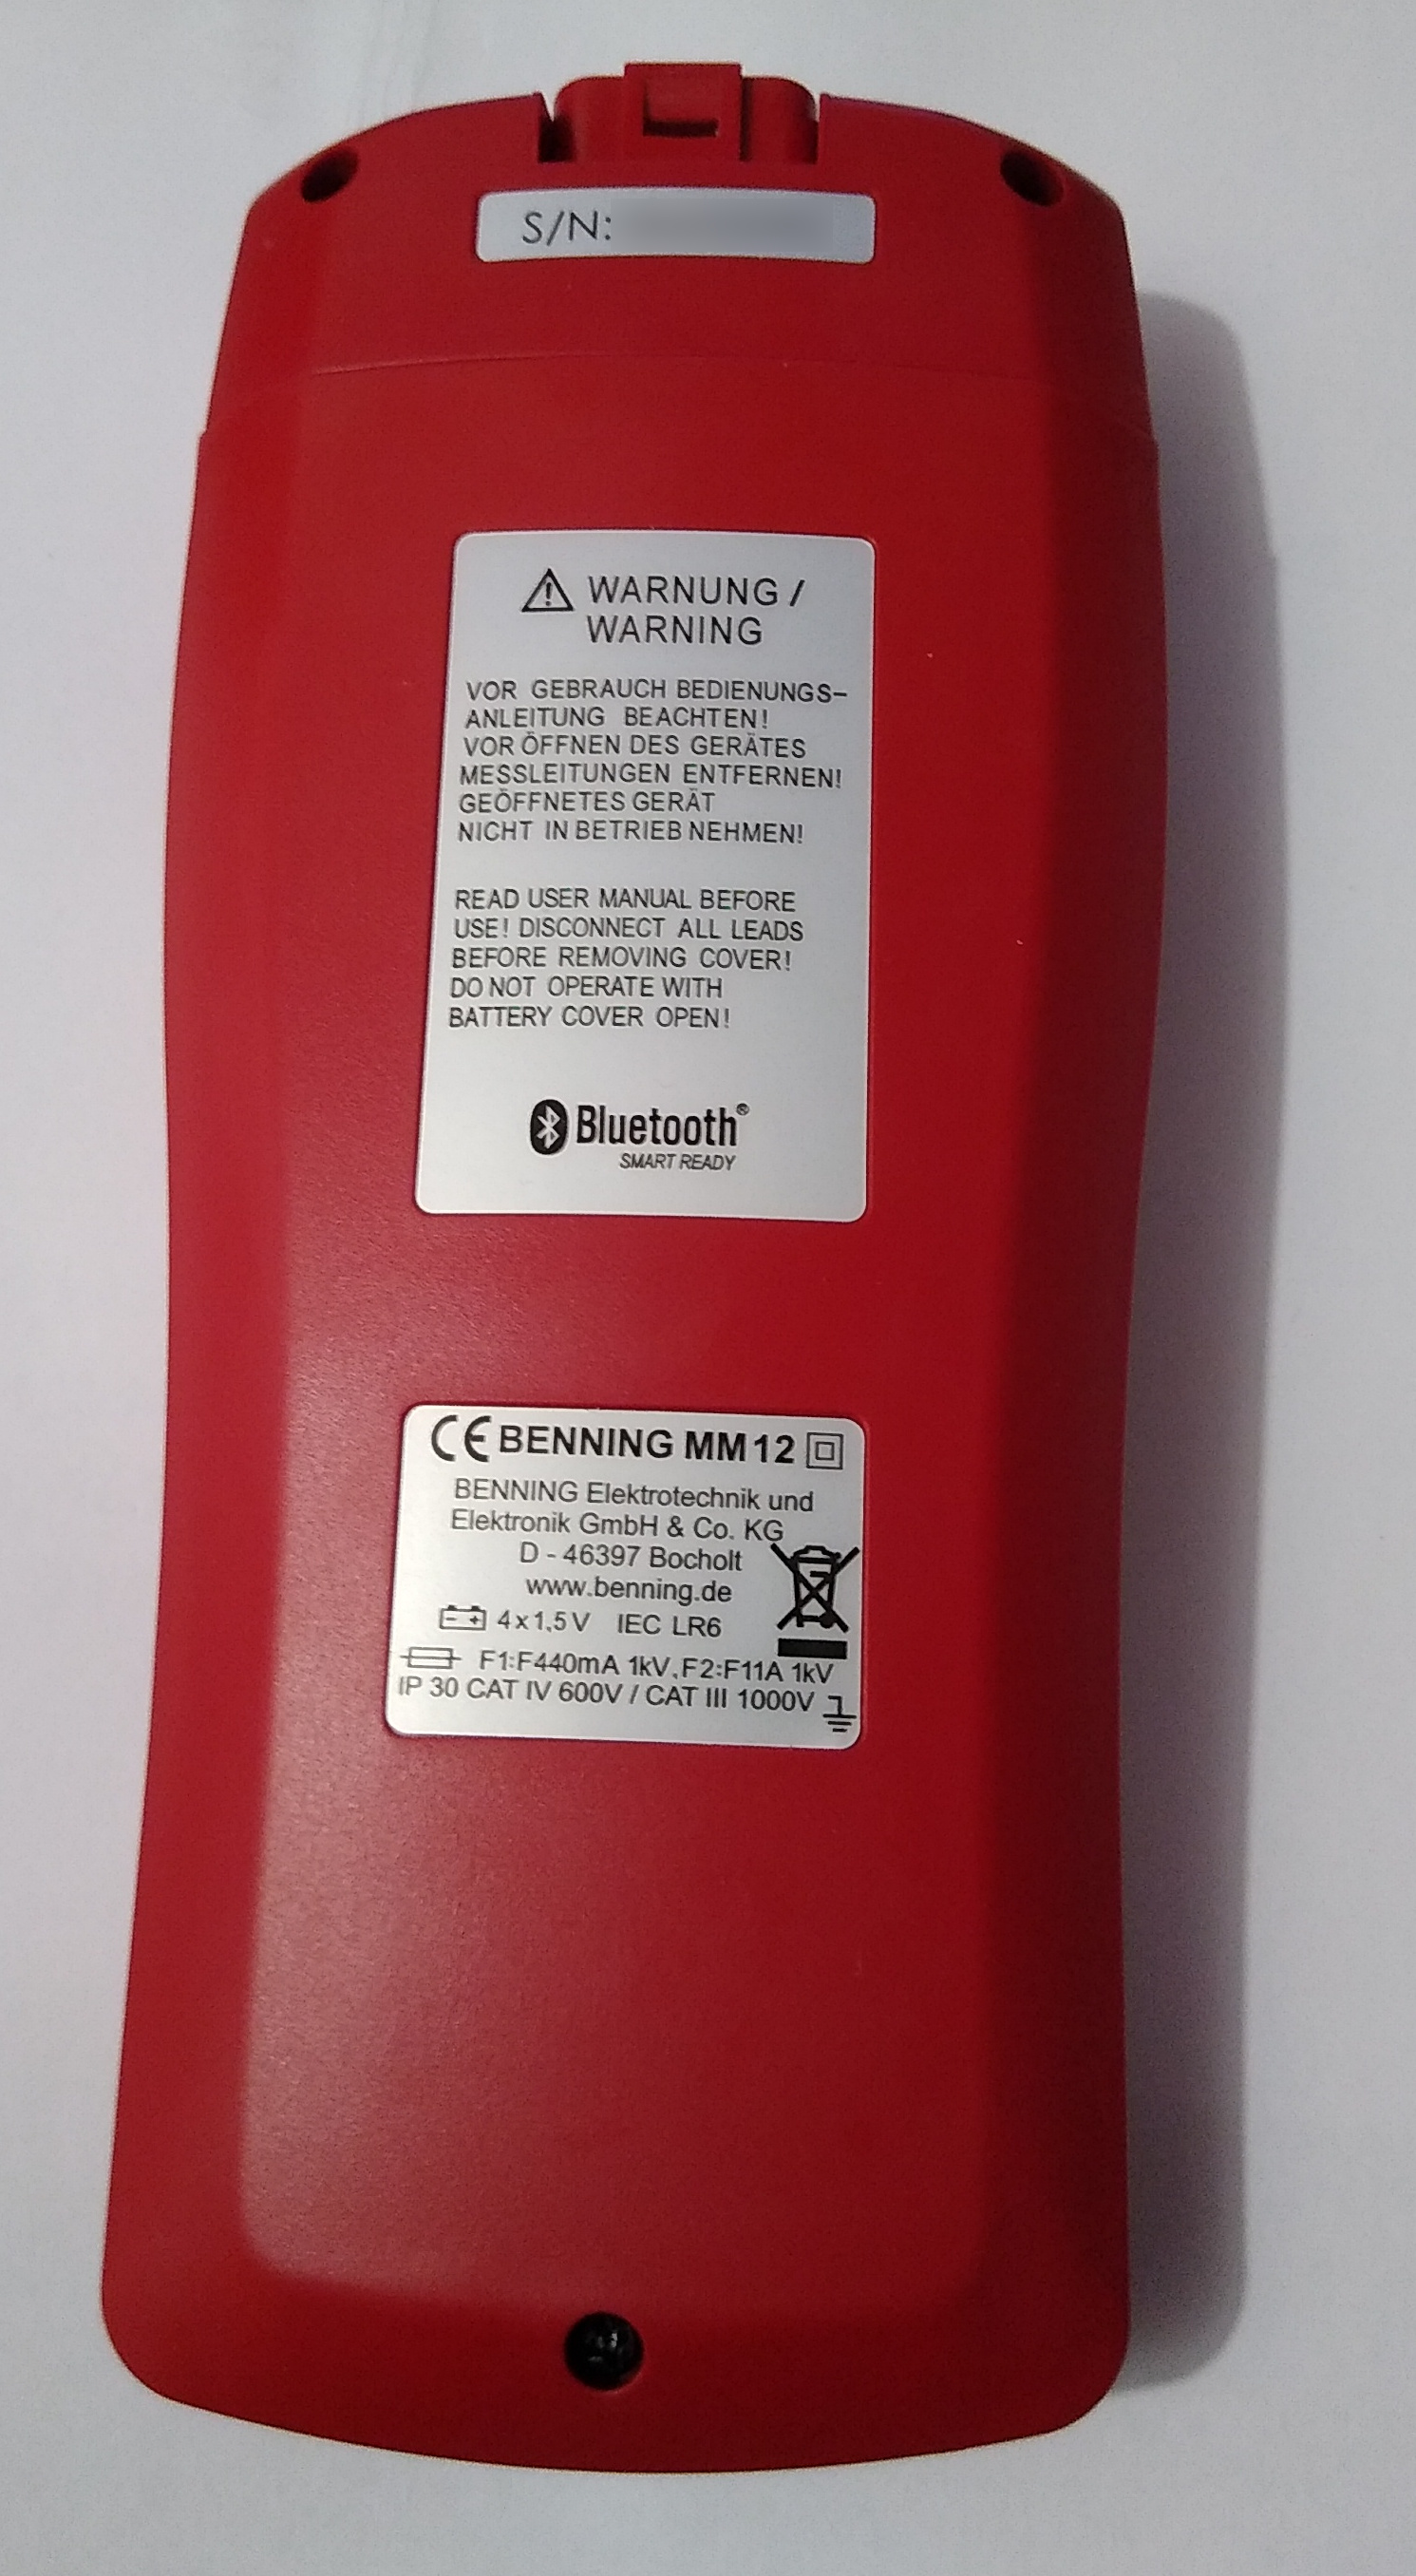 S/N:
WARNUNG /
WARNING
VOR GEBRAUCH BEDIENUNGS-
ANLEITUNG BEACHTEN!
VOR ÖFFNEN DES GERÄTES
MESSLEITUNGEN ENTFERNEN!
GEÖFFNETES GERÄT
NICHT IN BETRIEB NEHMEN!
READ USER MANUAL BEFORE
USE! DISCONNECT ALL LEADS
BEFORE REMOVING COVER!
DO NOT OPERATE WITH
BATTERY COVER OPEN!
Bluetooth®
SMART READY
CE BENNING MM 12
BENNING Elektrotechnik und
Elektronik GmbH & Co. KG
D - 46397 Bocholt
www.benning.de
4 x 1,5 V IEC LR6
F1:F440mA 1kV, F2:F11A 1kV
IP 30 CAT IV 600V / CAT III 1000V